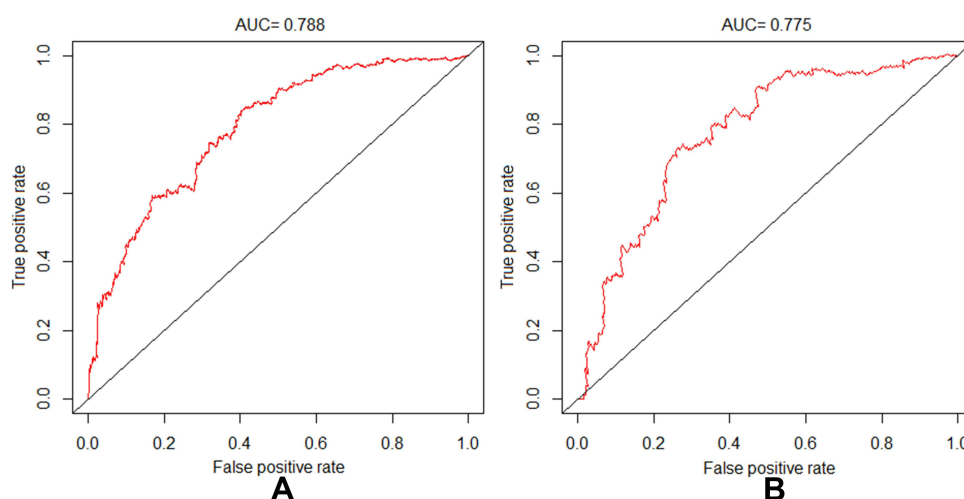 AUC= 0.788
True positive rate
1.0
0.8
0.6
0.4
0.2
0.0
0.0 0.2 0.4 0.6 0.8 1.0
False positive rate
A
AUC= 0.775
True positive rate
1.0
0.8
0.6
0.4
0.2
0.0
0.0 0.2 0.4 0.6 0.8 1.0
False positive rate
B